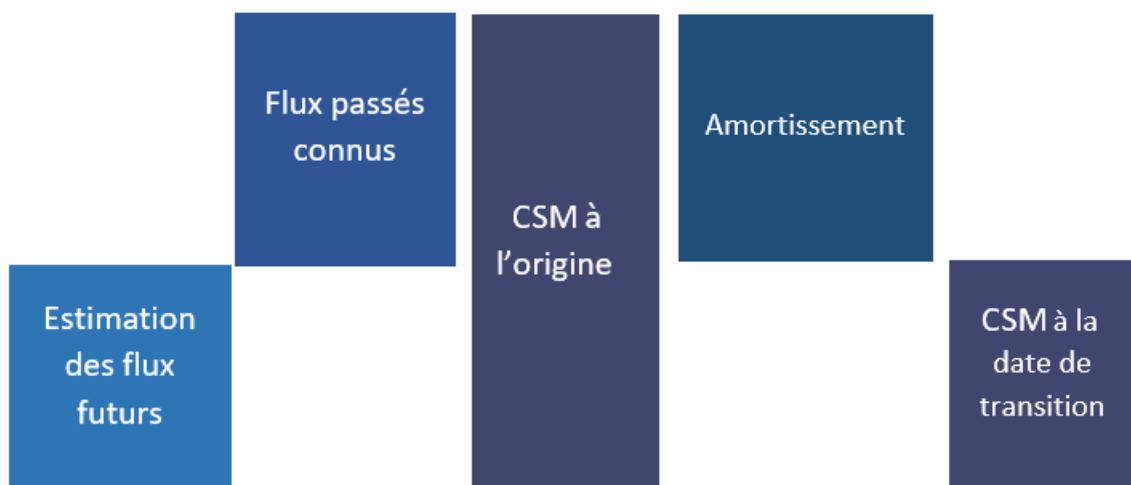 Estimation
des flux
futurs
Flux passés
connus
CSM à
l’origine
Amortissement
CSM à la
date de
transition